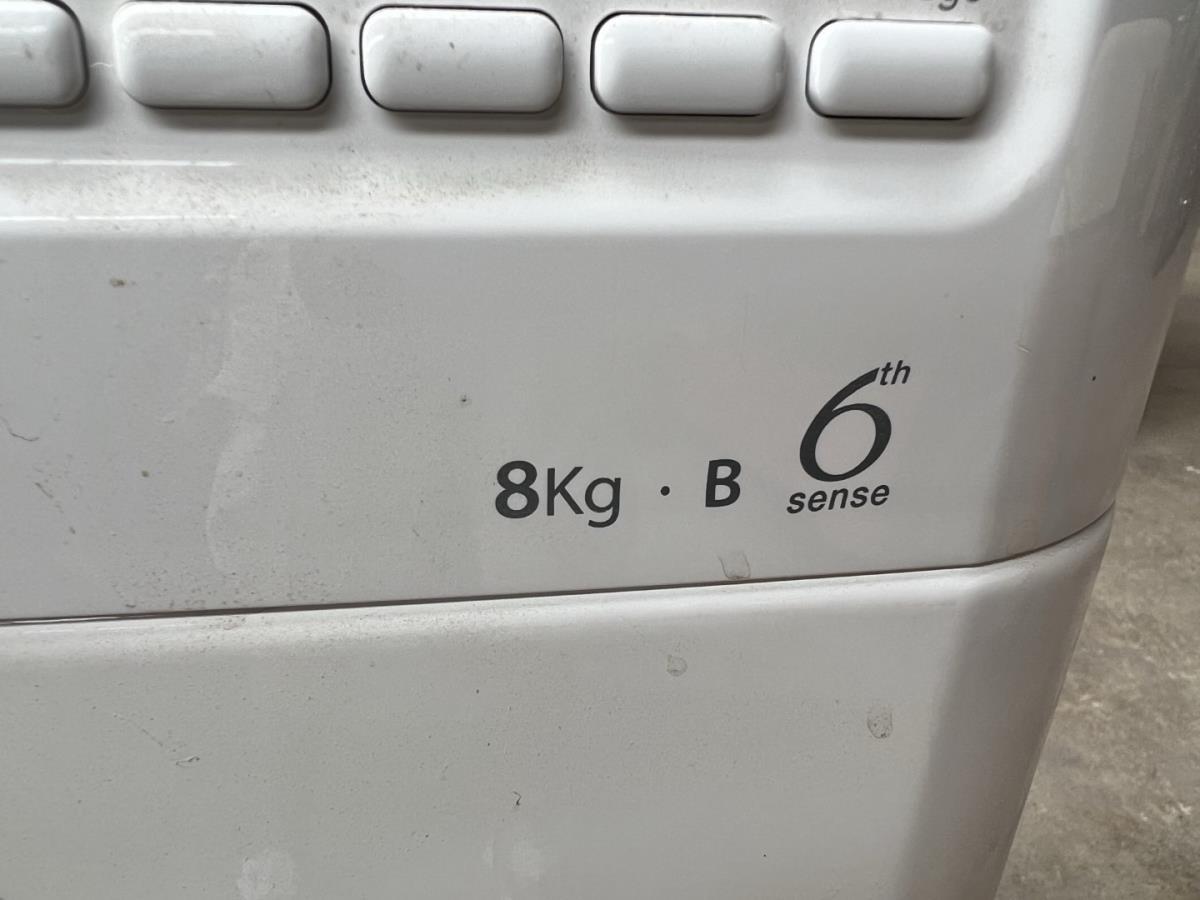 8Kg · B 6th
sense